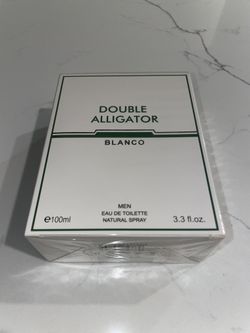 DOUBLE
ALLIGATOR
BLANCO
MEN
EAU DE TOILETTE
NATURAL SPRAY
℮100ml
3.3 fl.oz.